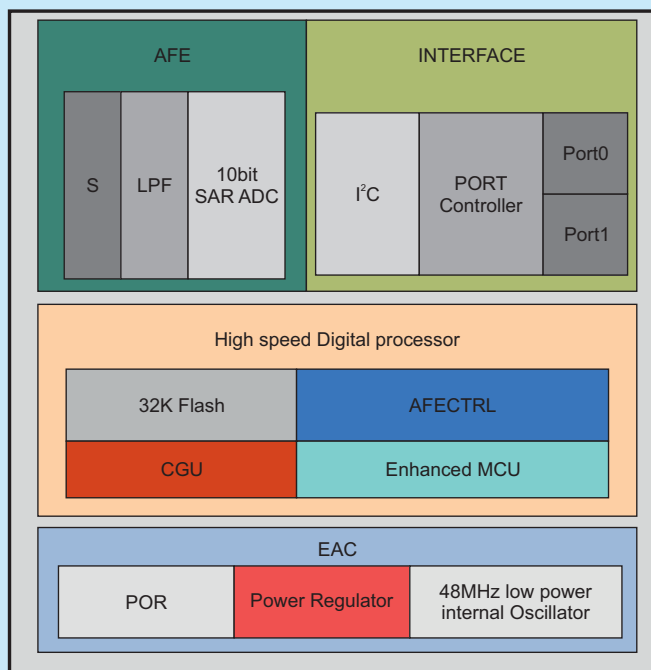 AFE
INTERFACE
S
LPF
10bit
SAR ADC
I²C
PORT
Controller
Port0
Port1
High speed Digital processor
32K Flash
AFECTRL
CGU
Enhanced MCU
EAC
POR
Power Regulator
48MHz low power
internal Oscillator